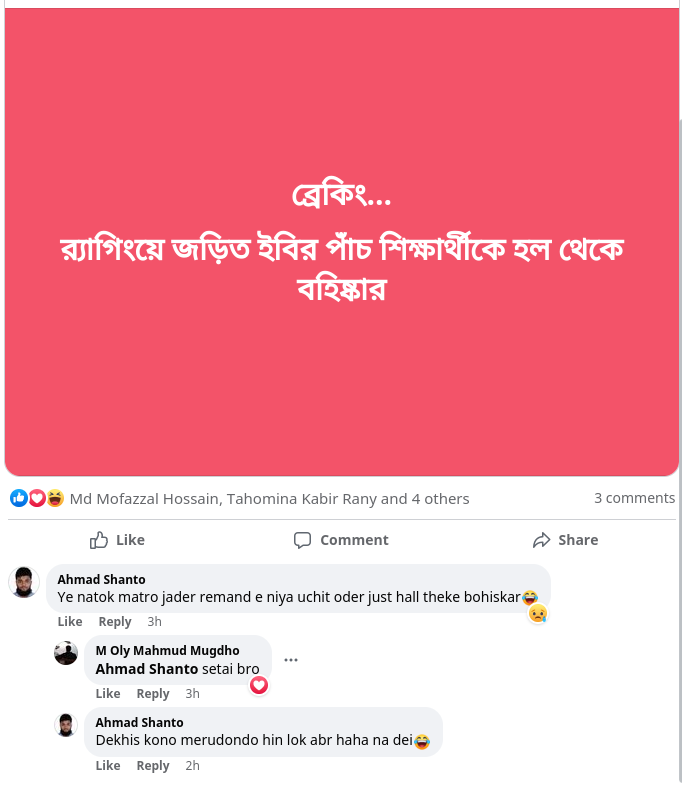 ব্রেকিং...
র‍্যাগিংয়ে জড়িত ইবির পাঁচ শিক্ষার্থীকে হল থেকে
বহিষ্কার
Md Mofazzal Hossain, Tahomina Kabir Rany and 4 others
3 comments
Like Comment Share
Ahmad Shanto
Ye natok matro jader remand e niya uchit oder just hall theke bohiskar😂
Like Reply 3h
M Oly Mahmud Mugdho
Ahmad Shanto setai bro
Like Reply 3h
Ahmad Shanto
Dekhis kono merudondo hin lok abr haha na dei😂
Like Reply 2h